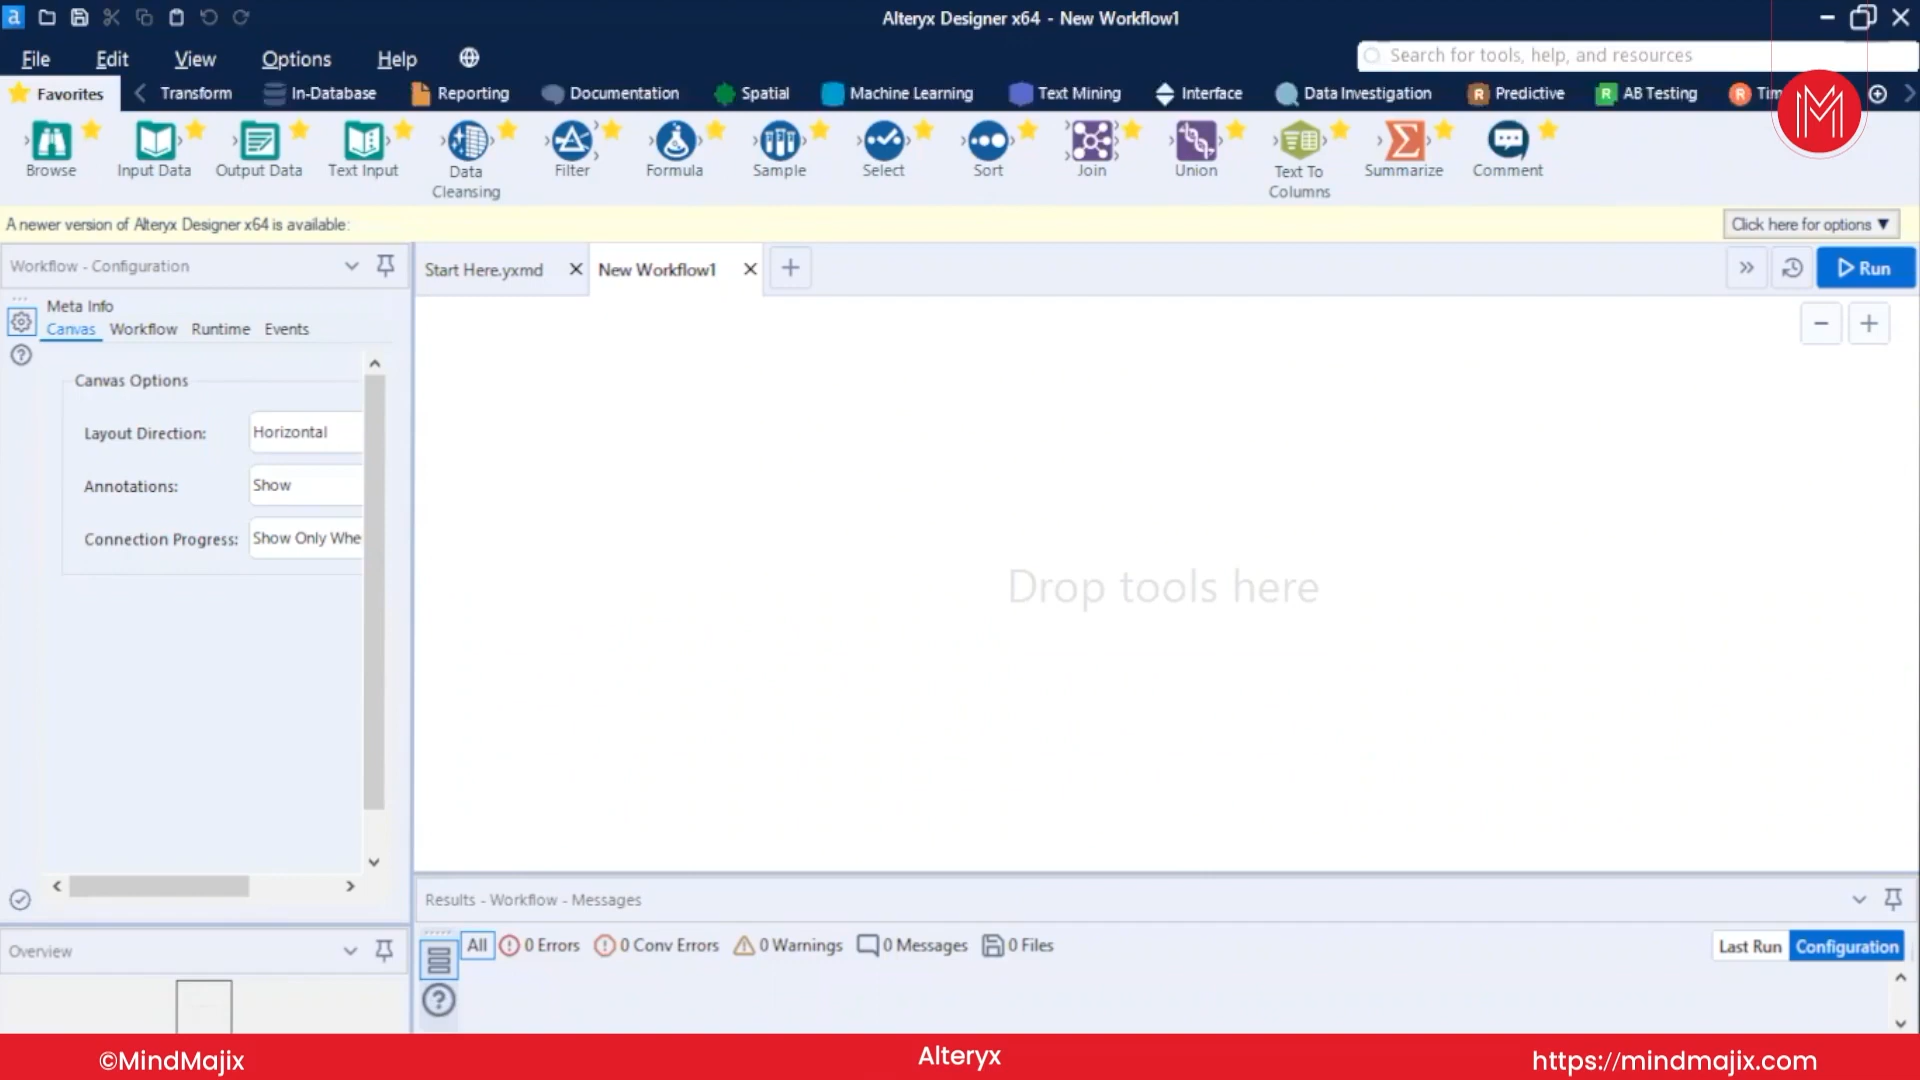 a
Alteryx Designer x64 - New Workflow1
File Edit View Options Help
Search for tools, help, and resources
Favorites Transform In-Database Reporting Documentation Spatial Machine Learning Text Mining Interface Data Investigation R Predictive R AB Testing R Tim
M
Browse Input Data Output Data Text Input Data Cleansing Filter Formula Sample Select Sort Join Union Text To Columns Summarize Comment
A newer version of Alteryx Designer x64 is available: Click here for options
Workflow - Configuration
Start Here.yxmd New Workflow1 Run
Meta Info
Canvas Workflow Runtime Events
Canvas Options
Layout Direction: Horizontal
Annotations: Show
Connection Progress: Show Only Whe
Drop tools here
Results - Workflow - Messages
All 0 Errors 0 Conv Errors 0 Warnings 0 Messages 0 Files Last Run Configuration
Overview
©MindMajix Alteryx https://mindmajix.com